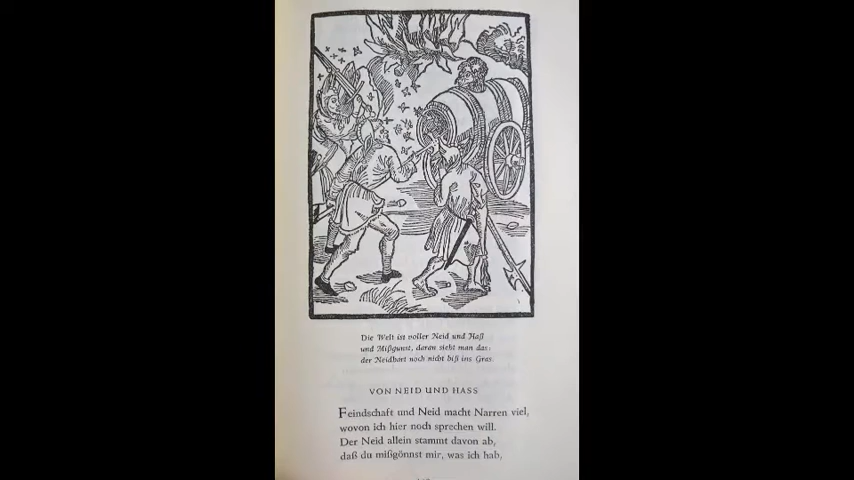 Die Welt ist voller Neid und Haß
und Mißgunst, daran sieht man das:
der Neidhart noch nicht biß ins Gras.
VON NEID UND HASS
Feindschaft und Neid macht Narren viel,
wovon ich hier noch sprechen will.
Der Neid allein stammt davon ab,
daß du mißgönnst mir, was ich hab,